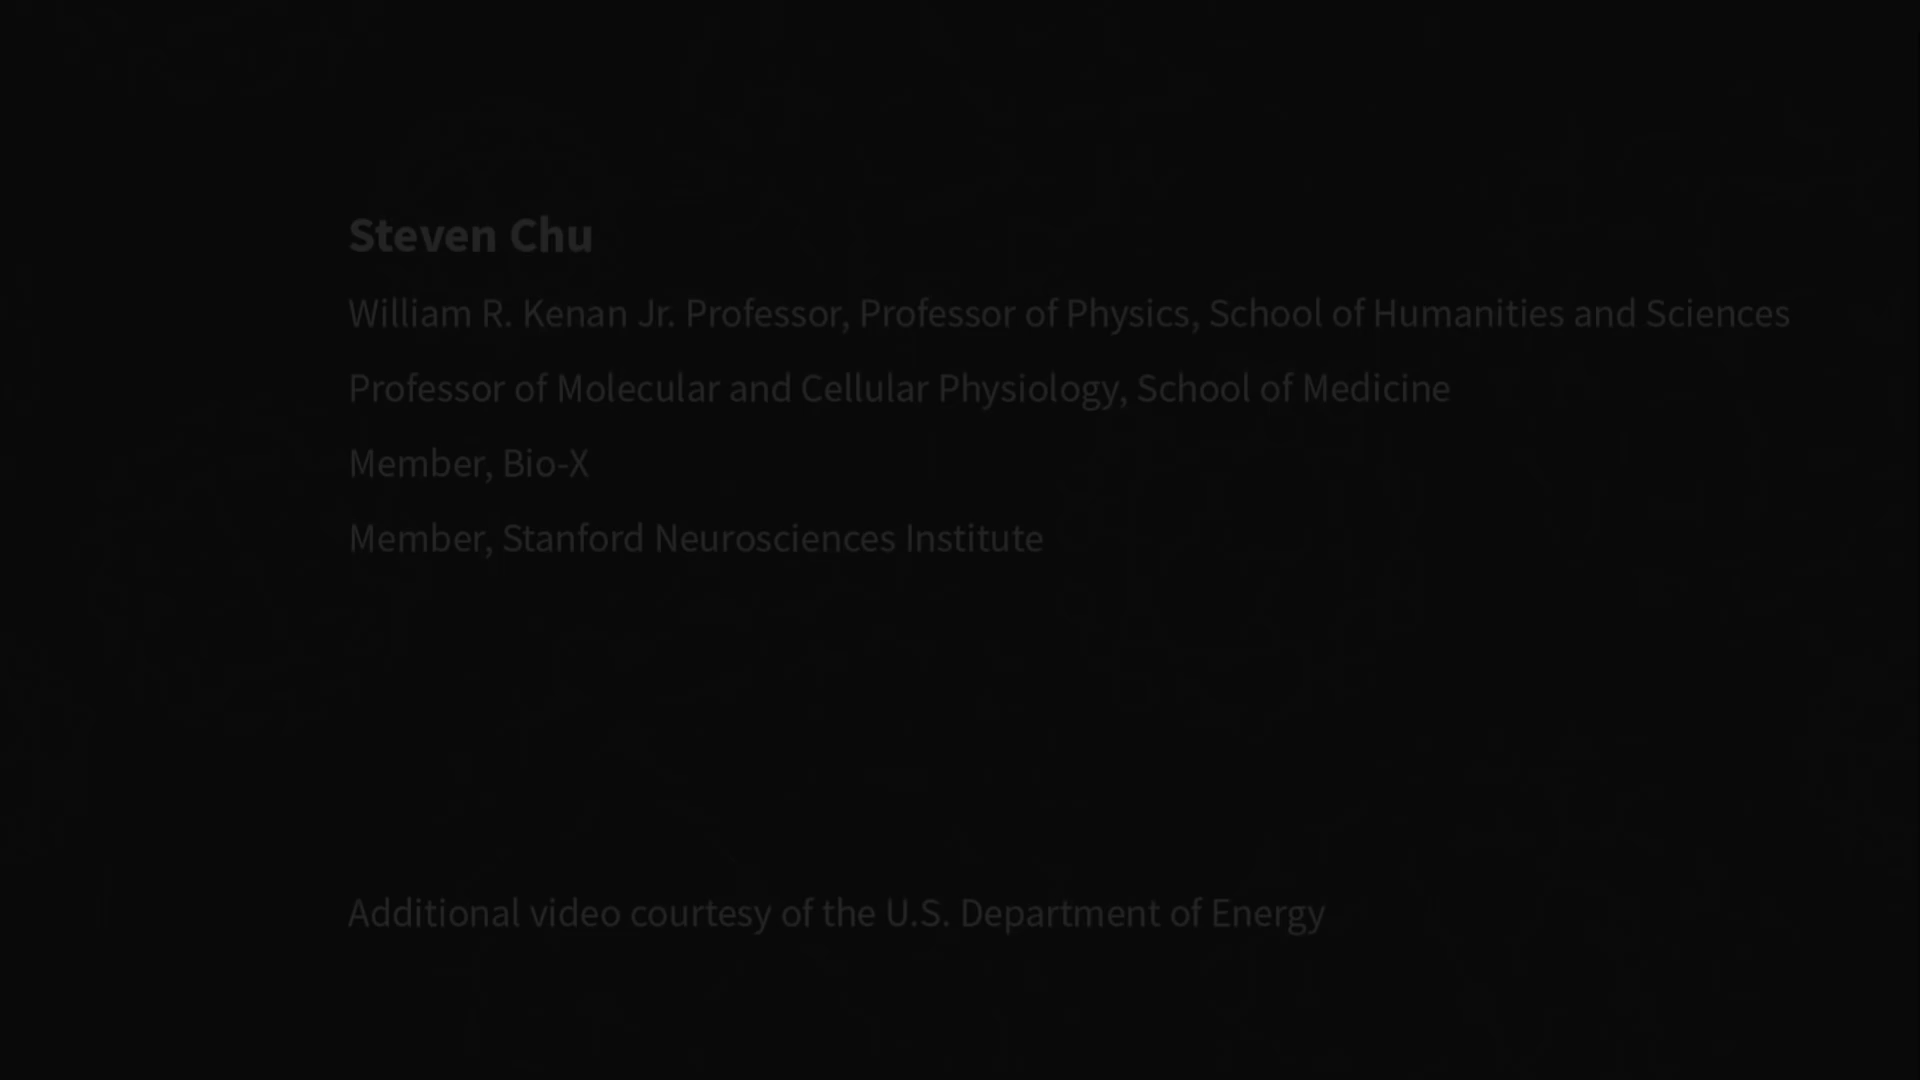 Steven Chu
William R. Kenan Jr. Professor, Professor of Physics, School of Humanities and Sciences
Professor of Molecular and Cellular Physiology, School of Medicine
Member, Bio-X
Member, Stanford Neurosciences Institute
Additional video courtesy of the U.S. Department of Energy